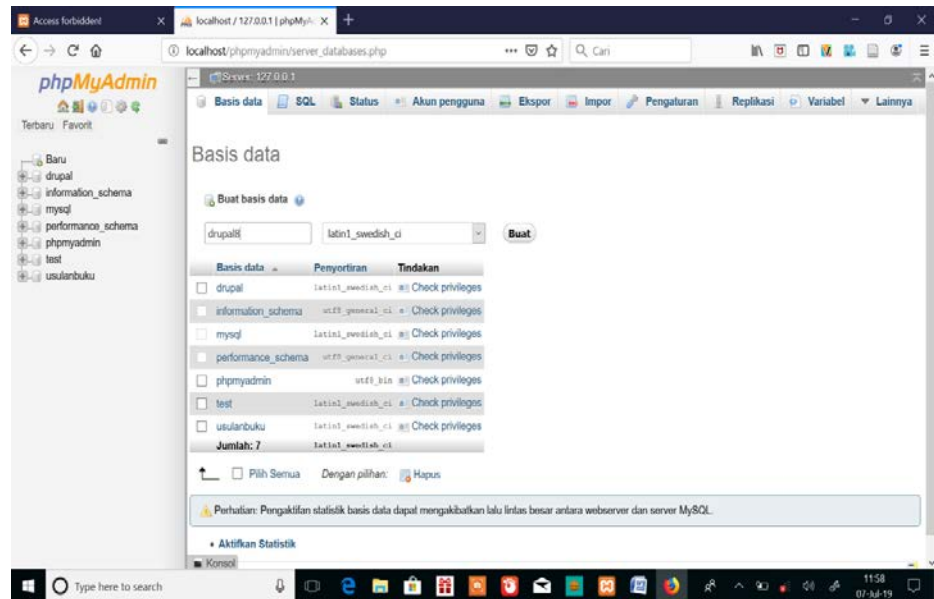 Access forbidden!
localhost / 127.0.0.1 | phpMyA
localhost/phpmyadmin/server_databases.php
Cari
phpMyAdmin
Terbaru Favorit
Baru
drupal
information_schema
mysql
performance_schema
phpmyadmin
test
usulanbuku
Server: 127.0.0.1
Basis data SQL Status Akun pengguna Ekspor Impor Pengaturan Replikasi Variabel Lainnya
Basis data
Buat basis data
drupal8 latin1_swedish_ci Buat
Basis data Penyortiran Tindakan
drupal latin1_swedish_ci Check privileges
information_schema utf8_general_ci Check privileges
mysql latin1_swedish_ci Check privileges
performance_schema utf8_general_ci Check privileges
phpmyadmin utf8_bin Check privileges
test latin1_swedish_ci Check privileges
usulanbuku latin1_swedish_ci Check privileges
Jumlah: 7 latin1_swedish_ci
Pilih Semua Dengan pilihan: Hapus
Perhatian: Pengaktifan statistik basis data dapat mengakibatkan lalu lintas besar antara webserver dan server MySQL.
Aktifkan Statistik
Konsol
Type here to search
11:58
07-Jul-19